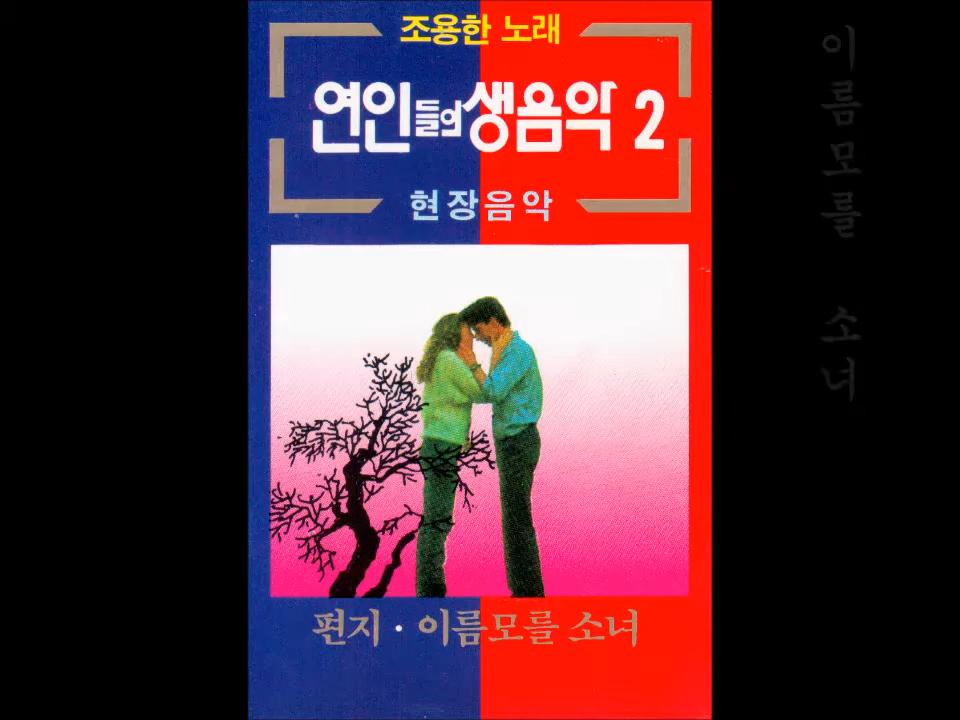 조용한 노래
연인들의 생음악 2
현장음악
편지 · 이름모를 소녀
이름모를 소녀